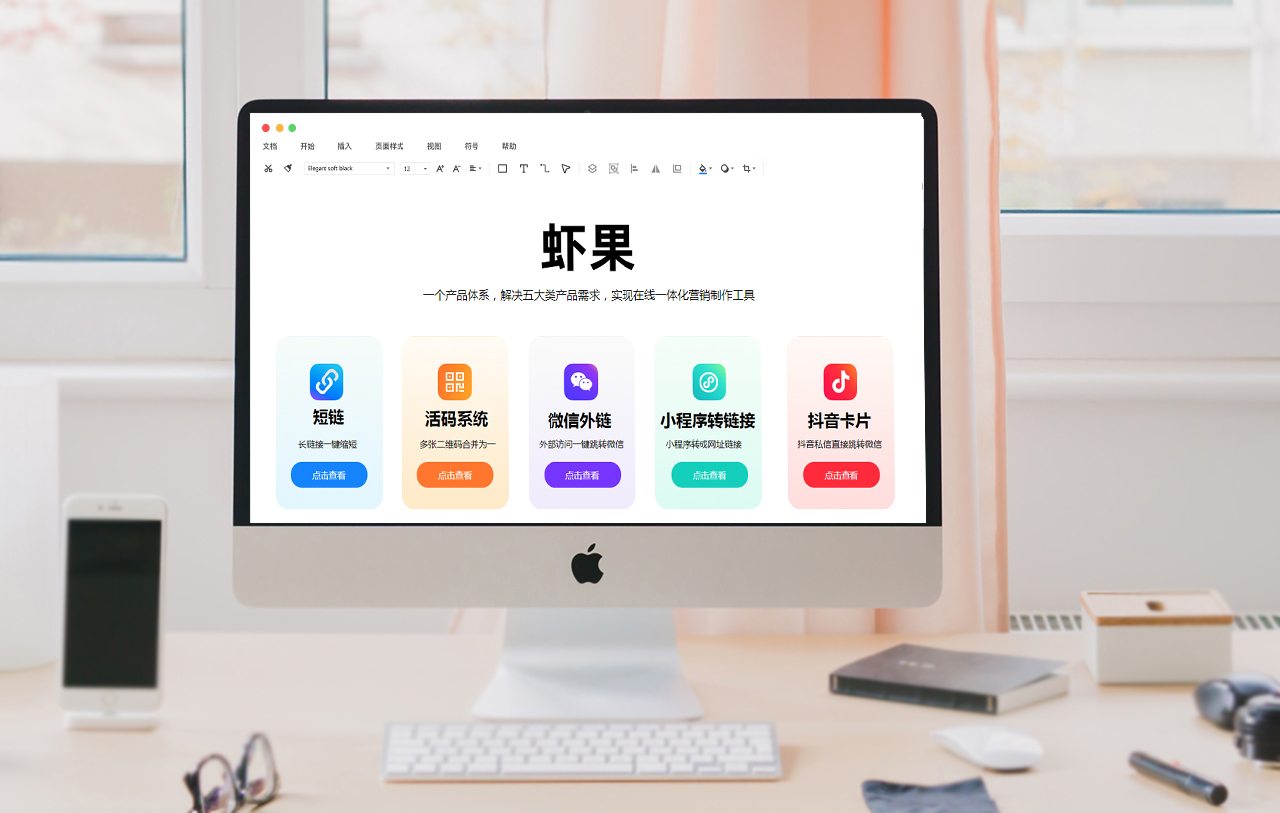 文档 开始 插入 页面样式 视图 符号 帮助
Elegant soft black 12 A+ A-
虾果
一个产品体系，解决五大类产品需求，实现在线一体化营销制作工具
短链 活码系统 微信外链 小程序转链接 抖音卡片
长链接一键缩短 多张二维码合并为一 外部访问一键跳转微信 小程序转成网址链接 抖音私信直接跳转微信
点击查看 点击查看 点击查看 点击查看 点击查看